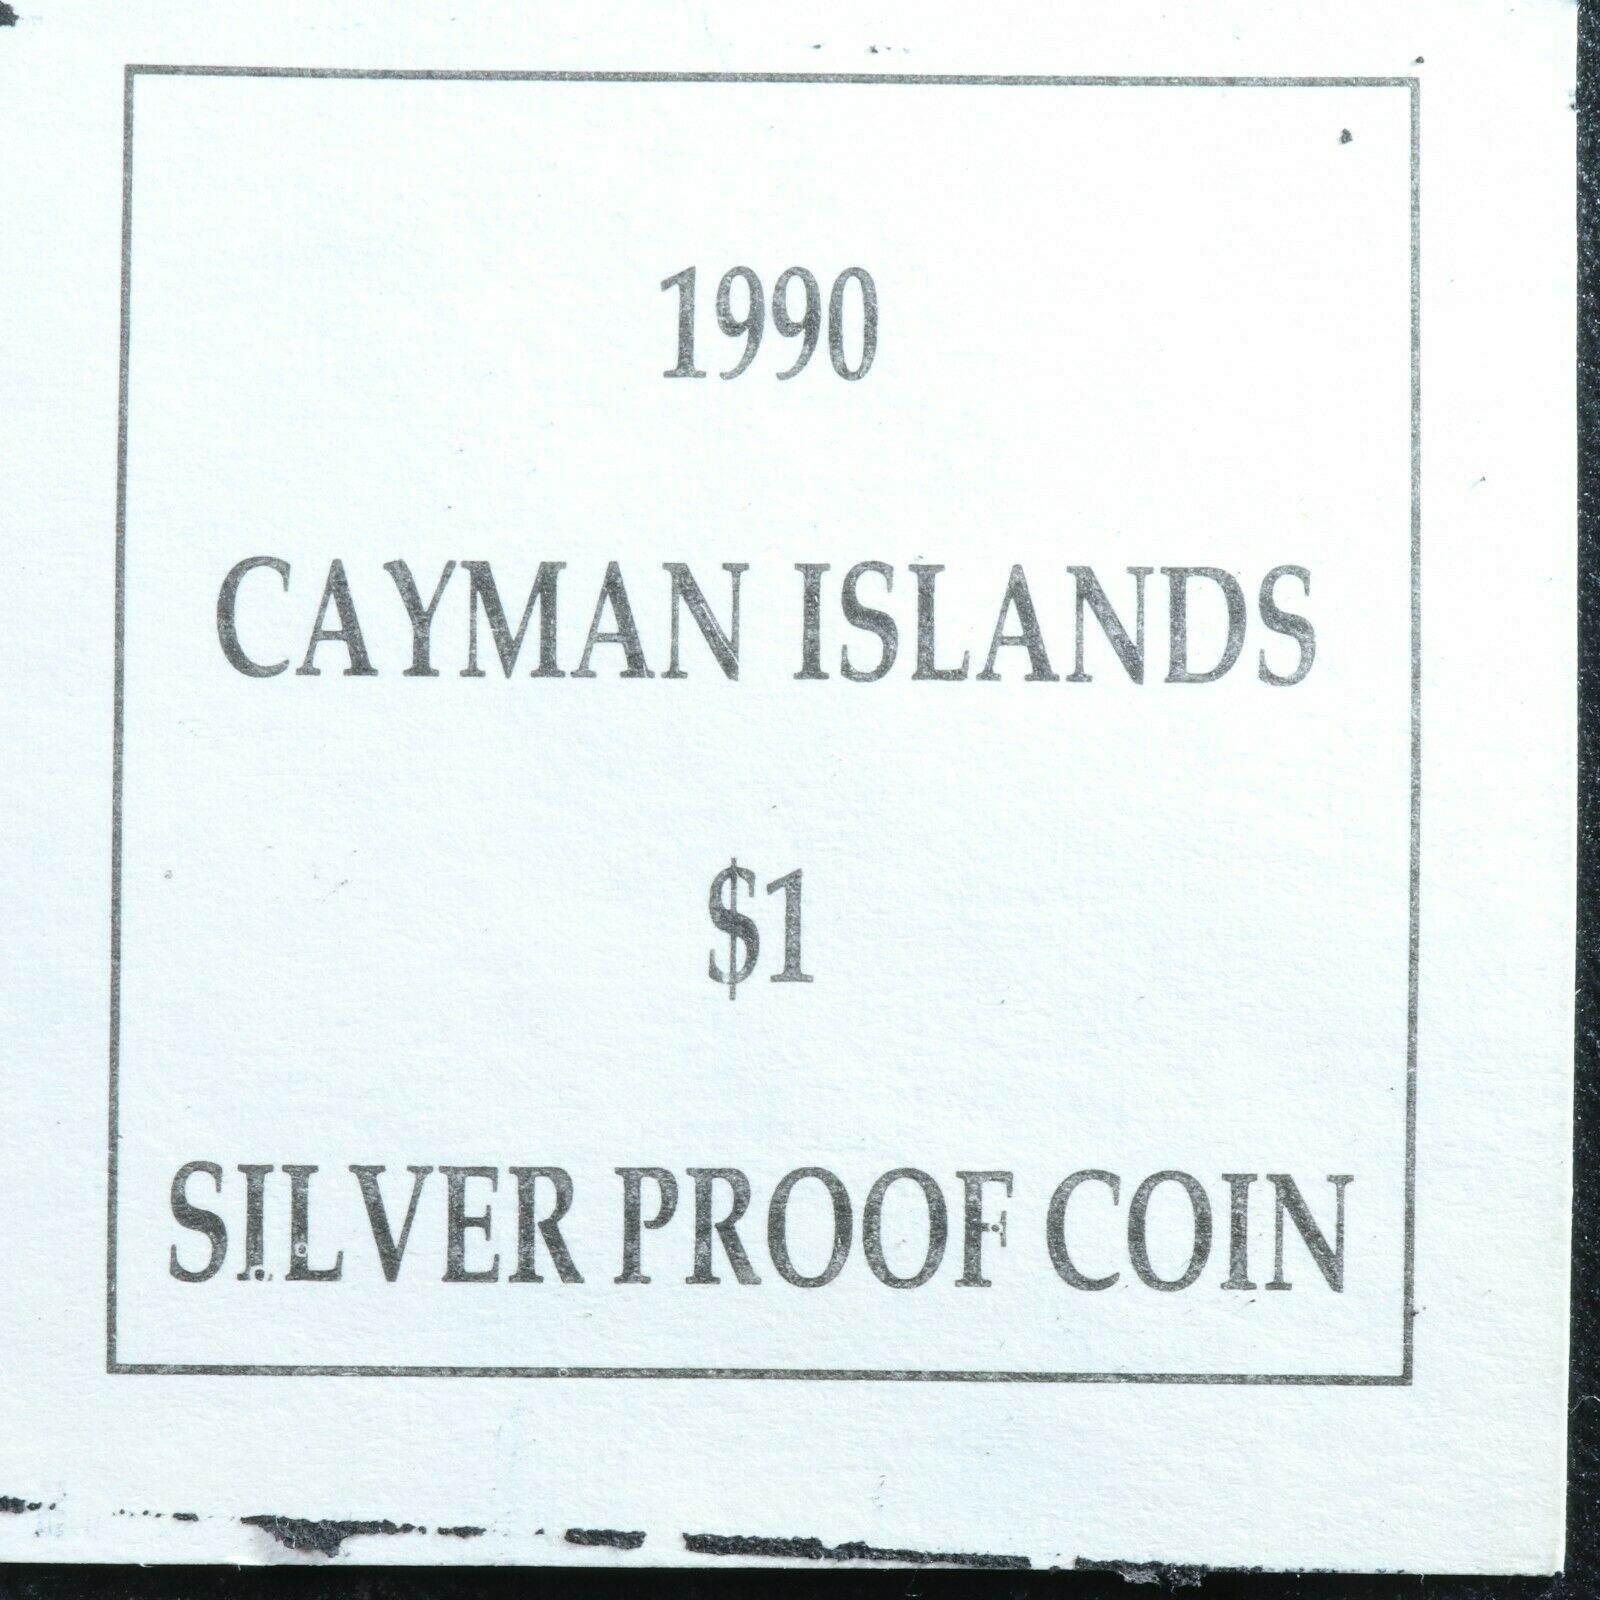 1990
CAYMAN ISLANDS
$1
SILVER PROOF COIN